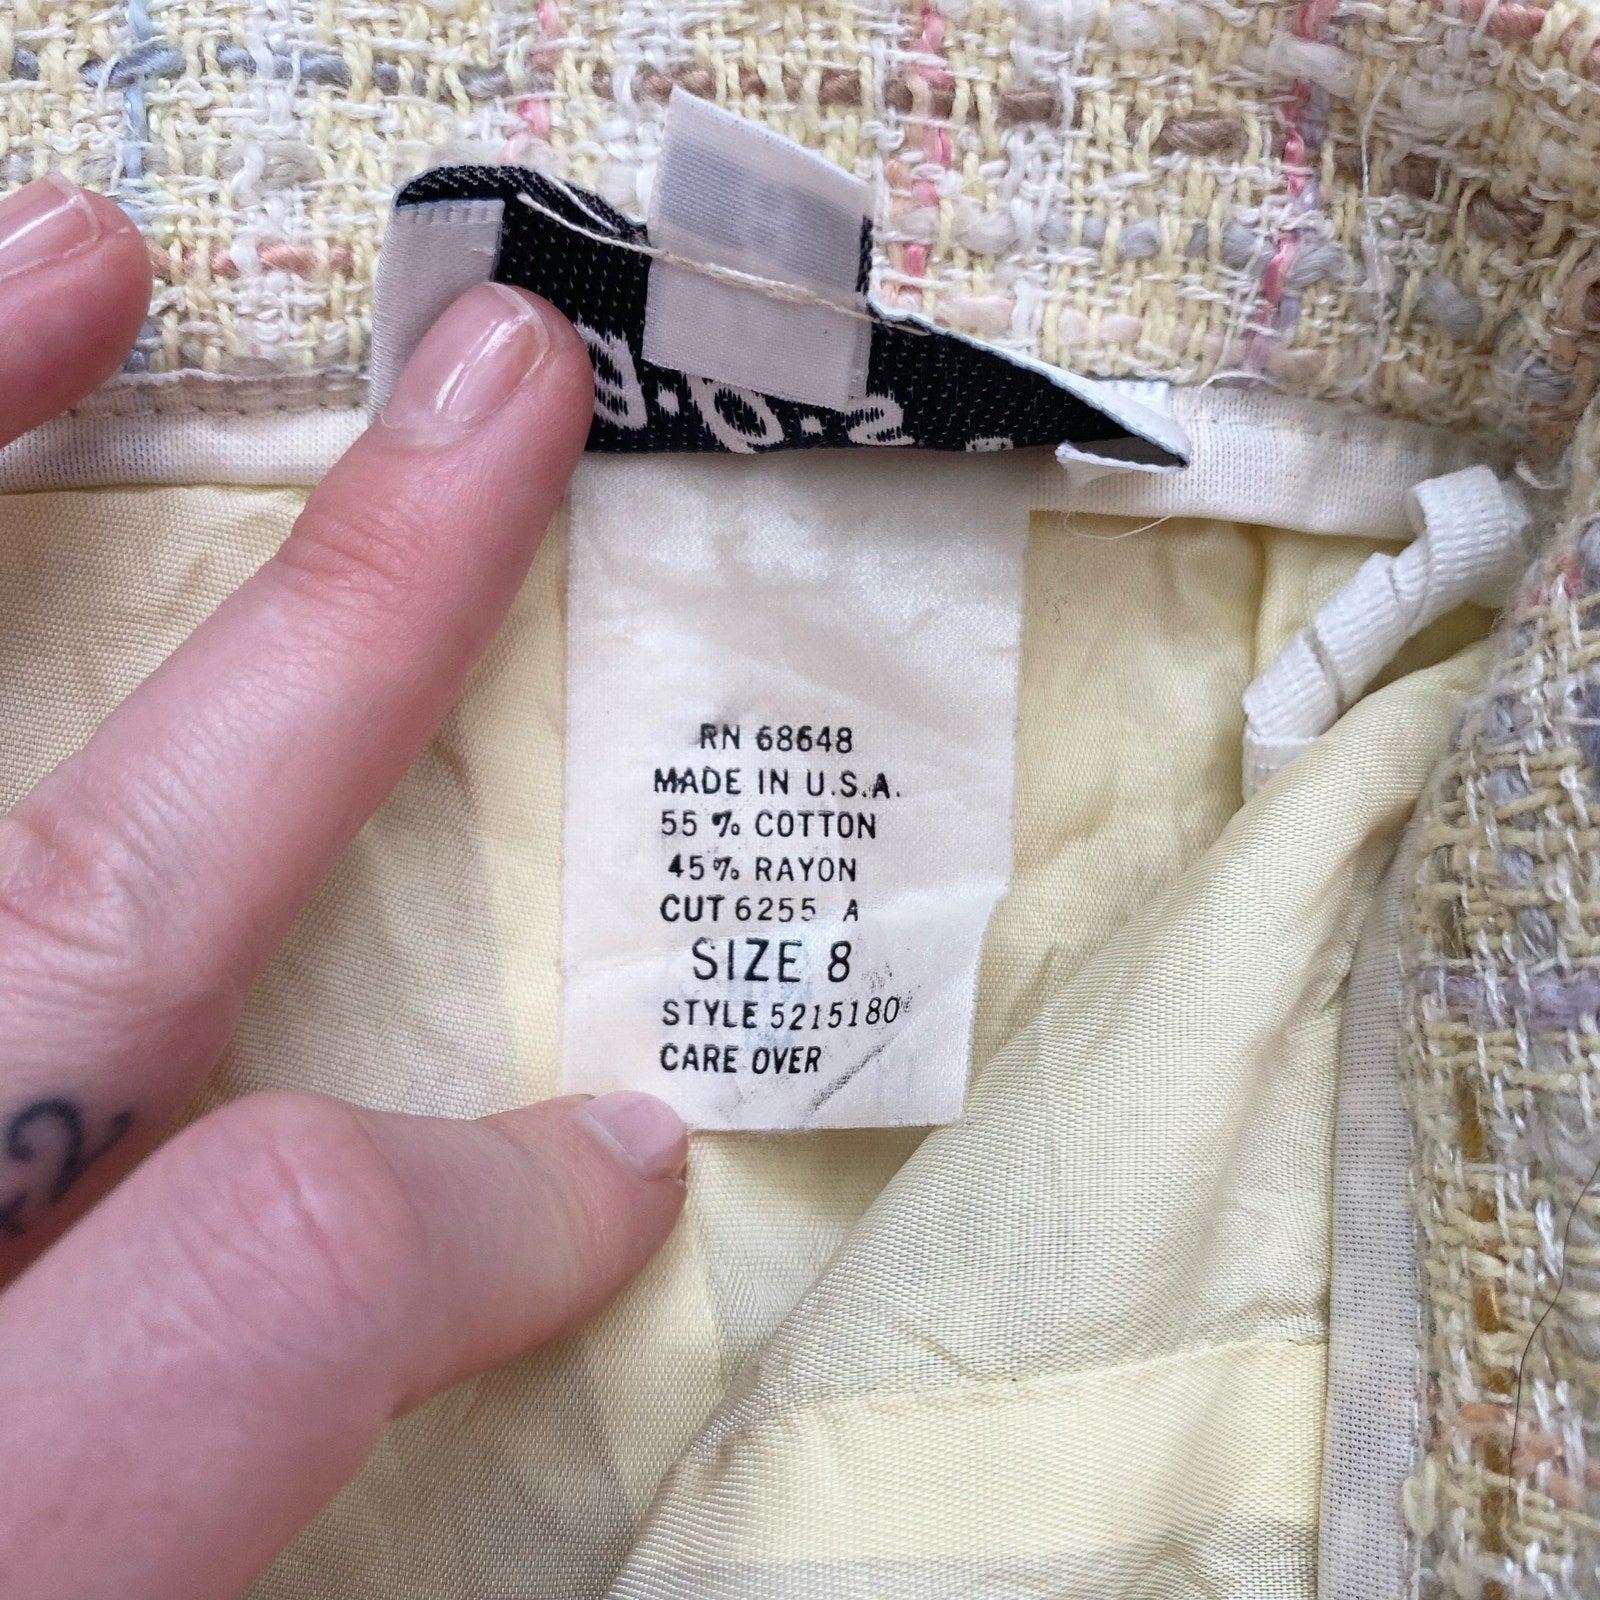 RN 68648
MADE IN U.S.A.
55 % COTTON
45% RAYON
CUT 6255 A
SIZE 8
STYLE 5215180
CARE OVER